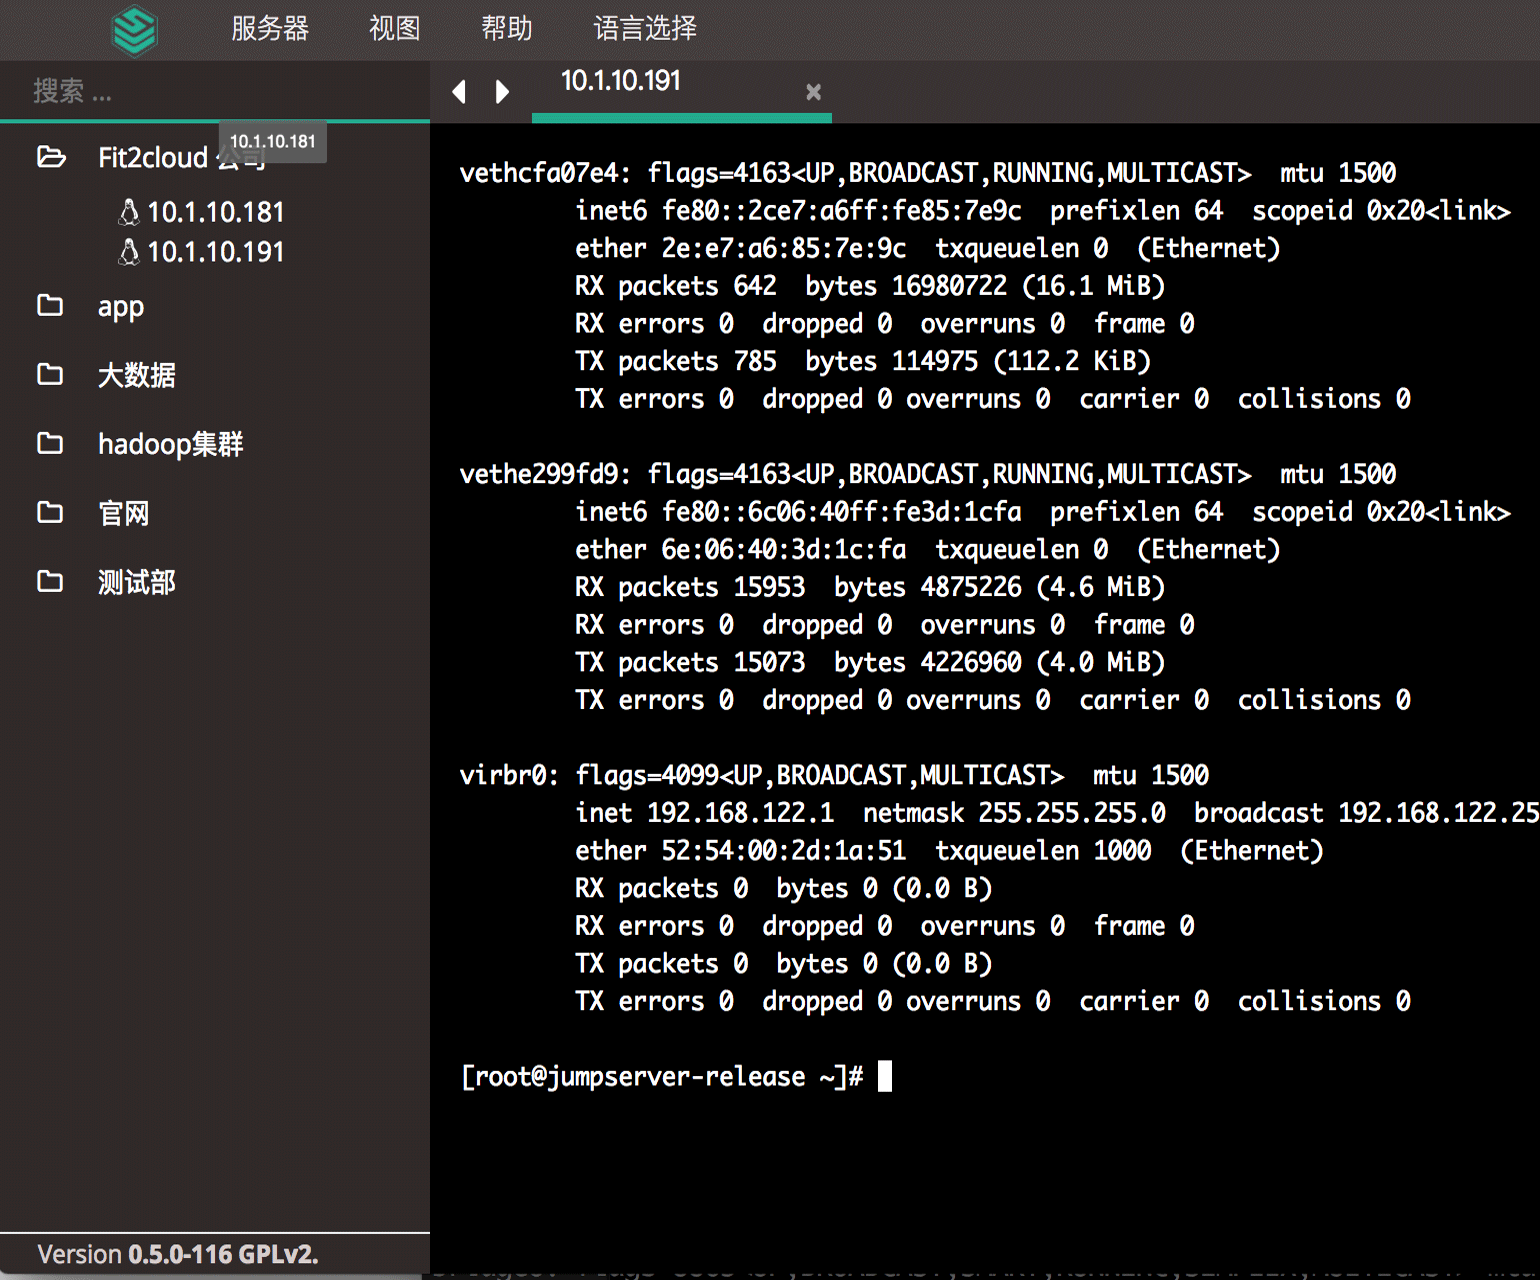 服务器 视图 帮助 语言选择
搜索 ...
10.1.10.191 ×
10.1.10.181
Fit2cloud 公司
10.1.10.181
10.1.10.191
app
大数据
hadoop集群
官网
测试部
Version 0.5.0-116 GPLv2.
vethcfa07e4: flags=4163<UP,BROADCAST,RUNNING,MULTICAST>  mtu 1500
inet6 fe80::2ce7:a6ff:fe85:7e9c  prefixlen 64  scopeid 0x20<link>
ether 2e:e7:a6:85:7e:9c  txqueuelen 0  (Ethernet)
RX packets 642  bytes 16980722 (16.1 MiB)
RX errors 0  dropped 0  overruns 0  frame 0
TX packets 785  bytes 114975 (112.2 KiB)
TX errors 0  dropped 0 overruns 0  carrier 0  collisions 0
vethe299fd9: flags=4163<UP,BROADCAST,RUNNING,MULTICAST>  mtu 1500
inet6 fe80::6c06:40ff:fe3d:1cfa  prefixlen 64  scopeid 0x20<link>
ether 6e:06:40:3d:1c:fa  txqueuelen 0  (Ethernet)
RX packets 15953  bytes 4875226 (4.6 MiB)
RX errors 0  dropped 0  overruns 0  frame 0
TX packets 15073  bytes 4226960 (4.0 MiB)
TX errors 0  dropped 0 overruns 0  carrier 0  collisions 0
virbr0: flags=4099<UP,BROADCAST,MULTICAST>  mtu 1500
inet 192.168.122.1  netmask 255.255.255.0  broadcast 192.168.122.25
ether 52:54:00:2d:1a:51  txqueuelen 1000  (Ethernet)
RX packets 0  bytes 0 (0.0 B)
RX errors 0  dropped 0  overruns 0  frame 0
TX packets 0  bytes 0 (0.0 B)
TX errors 0  dropped 0 overruns 0  carrier 0  collisions 0
[root@jumpserver-release ~]#